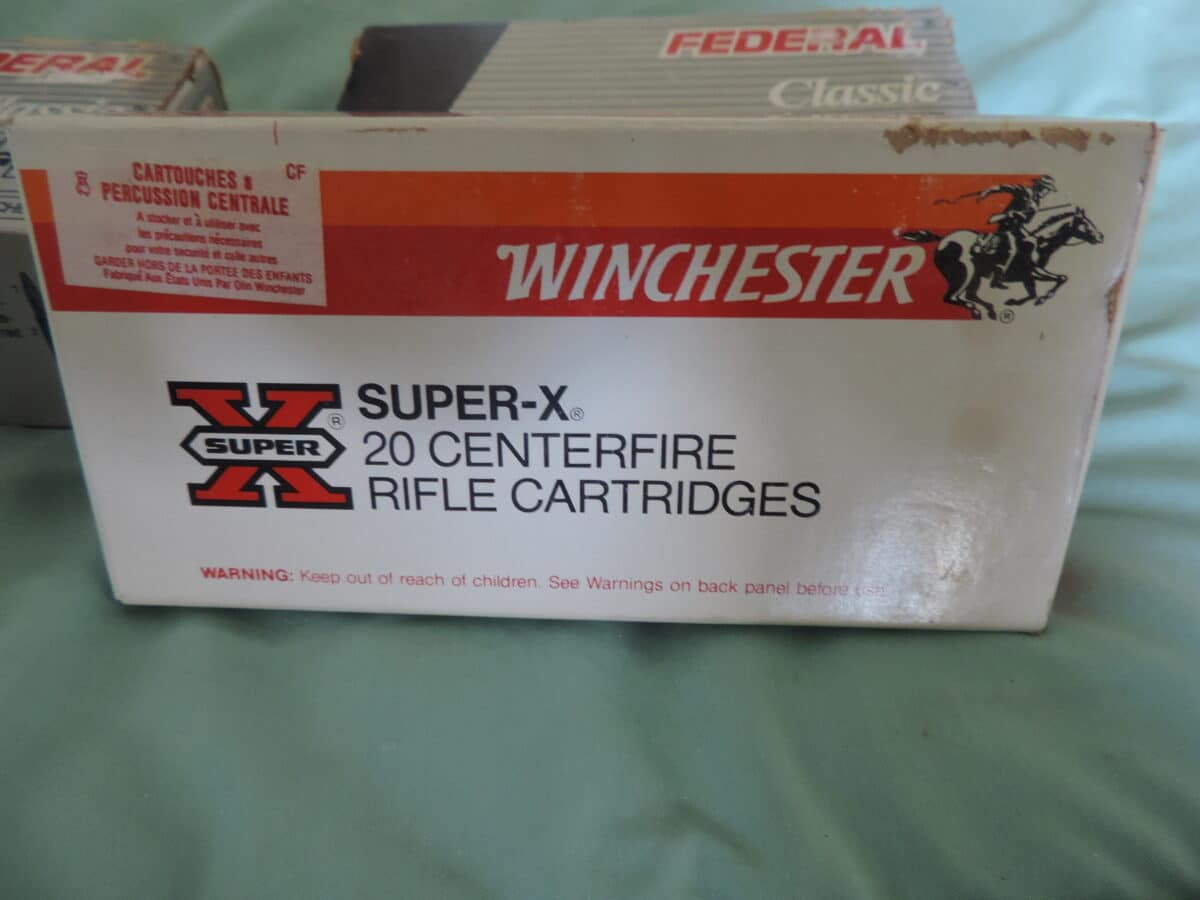 FEDERAL
Classic
CARTOUCHES à
PERCUSSION CENTRALE
CF
A stocker et à utiliser avec
les précautions nécessaires
pour votre securité et celle autres
GARDER HORS DE LA PORTEE DES ENFANTS
Fabriqué Aux États Unis Par Olin Winchester
WINCHESTER
®
SUPER
X
®
SUPER-X®
20 CENTERFIRE
RIFLE CARTRIDGES
WARNING: Keep out of reach of children. See Warnings on back panel before use.